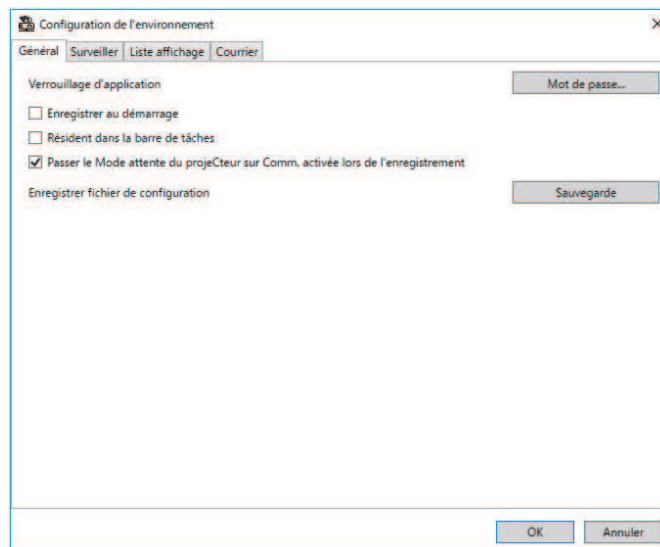 Configuration de l'environnement
Général Surveiller Liste affichage Courrier
Verrouillage d'application Mot de passe...
Enregistrer au démarrage
Résident dans la barre de tâches
Passer le Mode attente du projeCteur sur Comm. activée lors de l'enregistrement
Enregistrer fichier de configuration Sauvegarde
OK Annuler